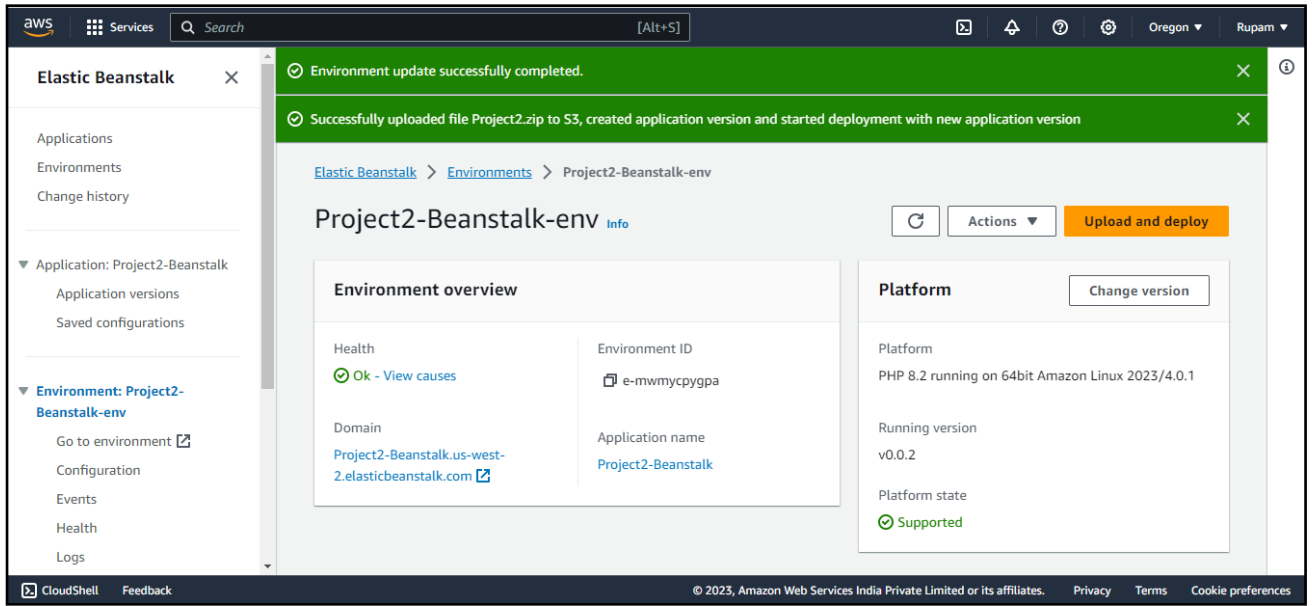 aws
Services
Search
[Alt+S]
Oregon ▼
Rupam ▼
Elastic Beanstalk
Applications
Environments
Change history
Application: Project2-Beanstalk
Application versions
Saved configurations
Environment: Project2-
Beanstalk-env
Go to environment
Configuration
Events
Health
Logs
Environment update successfully completed.
Successfully uploaded file Project2.zip to S3, created application version and started deployment with new application version
Elastic Beanstalk > Environments > Project2-Beanstalk-env
Project2-Beanstalk-env Info
Actions ▼
Upload and deploy
Environment overview
Health
Ok - View causes
Domain
Project2-Beanstalk.us-west-
2.elasticbeanstalk.com
Environment ID
e-mwmycpygpa
Application name
Project2-Beanstalk
Platform
Change version
Platform
PHP 8.2 running on 64bit Amazon Linux 2023/4.0.1
Running version
v0.0.2
Platform state
Supported
CloudShell
Feedback
© 2023, Amazon Web Services India Private Limited or its affiliates.
Privacy
Terms
Cookie preferences